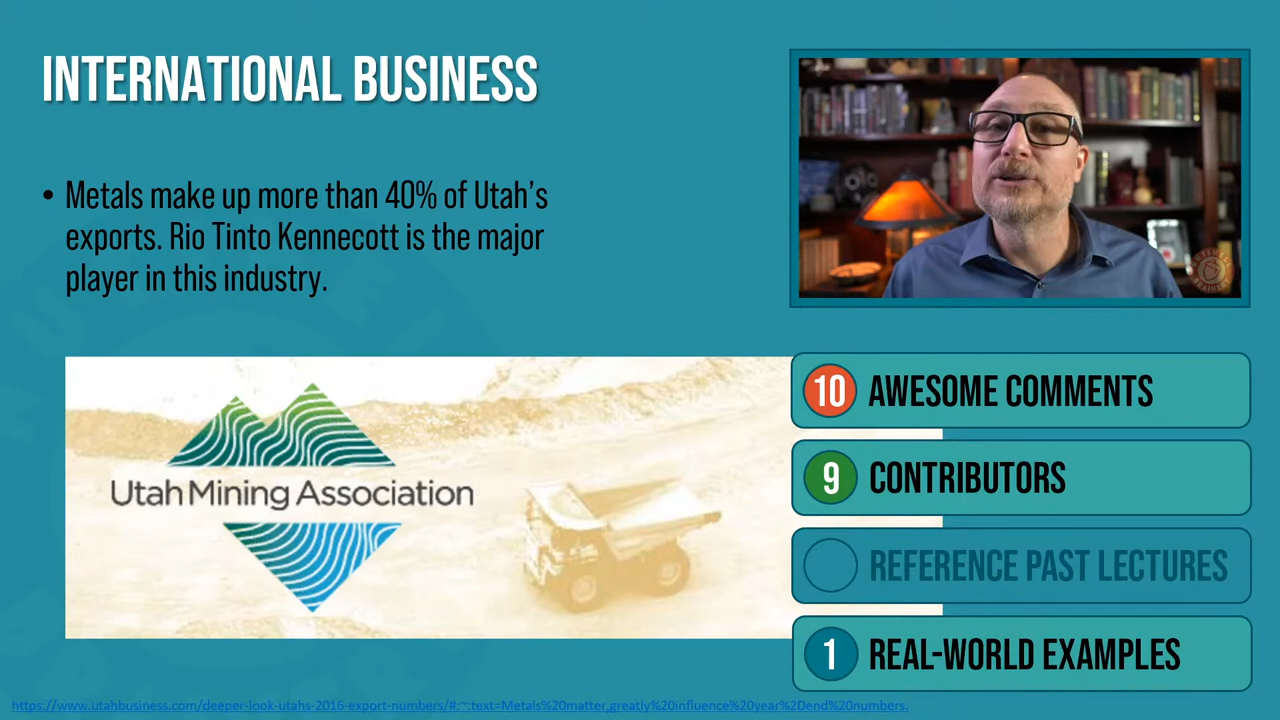 INTERNATIONAL BUSINESS
• Metals make up more than 40% of Utah's
exports. Rio Tinto Kennecott is the major
player in this industry.
Utah Mining Association
10 AWESOME COMMENTS
9 CONTRIBUTORS
REFERENCE PAST LECTURES
1 REAL-WORLD EXAMPLES
https://www.utahbusiness.com/deeper-look-utahs-2016-export-numbers/#:~:text=Metals%20matter,greatly%20influence%20year%2Dend%20numbers.